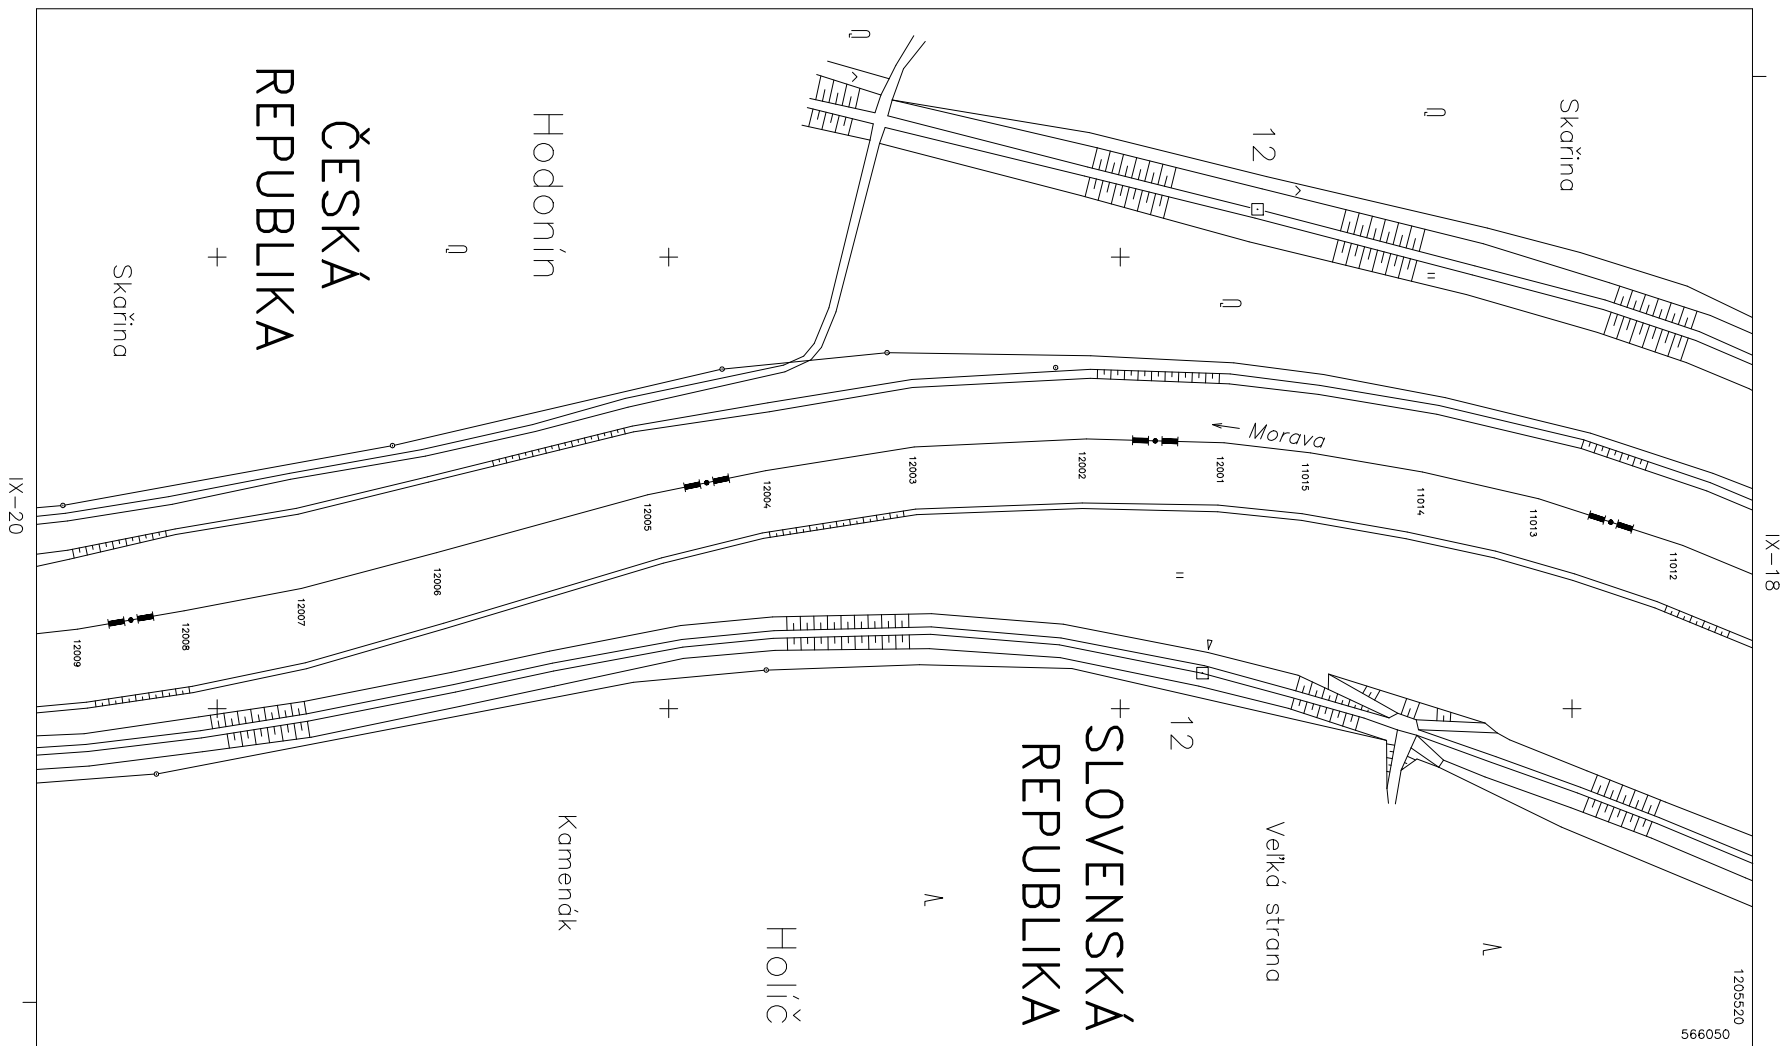 ČESKÁ
REPUBLIKA
Hodonín
Skařina
Skařina
12
Morava
12009
12008
12007
12006
12005
12004
12003
12002
12001
11015
11014
11013
11012
IX-20
IX-18
12
SLOVENSKÁ
REPUBLIKA
Kamenák
Holíč
Veľká strana
1205520
566050